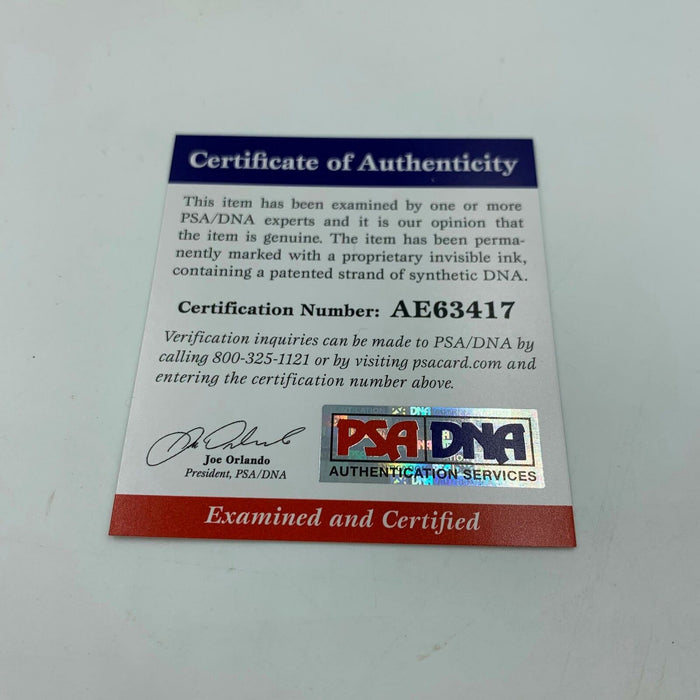 Certificate of Authenticity
This item has been examined by one or more
PSA/DNA experts and it is our opinion that
the item is genuine. The item has been perma-
nently marked with a proprietary invisible ink,
containing a patented strand of synthetic DNA.
Certification Number: AE63417
Verification inquiries can be made to PSA/DNA by
calling 800-325-1121 or by visiting psacard.com and
entering the certification number above.
Joe Orlando
President, PSA/DNA
PSA DNA
AUTHENTICATION SERVICES
Examined and Certified